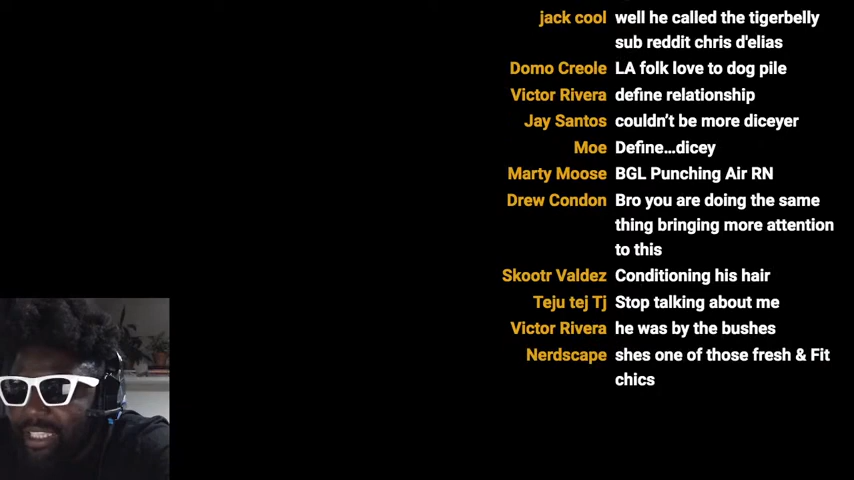 jack cool well he called the tigerbelly
sub reddit chris d'elias
Domo Creole LA folk love to dog pile
Victor Rivera define relationship
Jay Santos couldn’t be more diceyer
Moe Define…dicey
Marty Moose BGL Punching Air RN
Drew Condon Bro you are doing the same
thing bringing more attention
to this
Skootr Valdez Conditioning his hair
Teju tej Tj Stop talking about me
Victor Rivera he was by the bushes
Nerdscape shes one of those fresh & Fit
chics